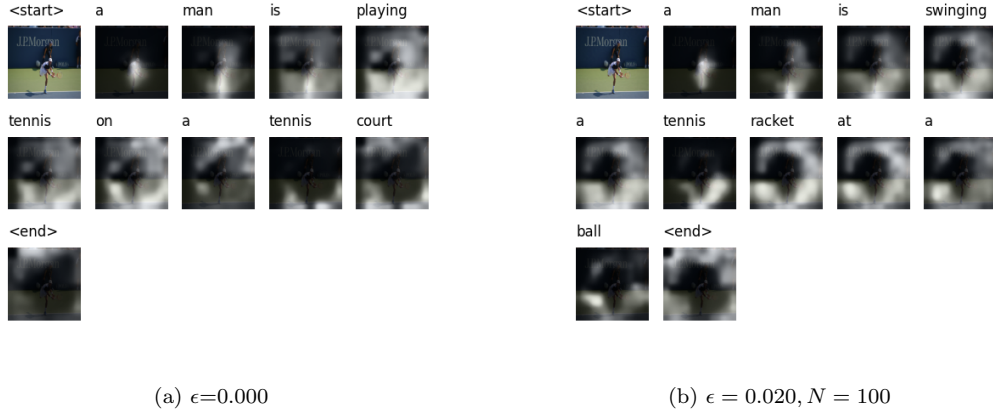 <start> a man is playing
J.P.Morgan
tennis on a tennis court
<end>
(a) ϵ=0.000
<start> a man is swinging
J.P.Morgan
a tennis racket at a
ball <end>
(b) ϵ = 0.020, N = 100